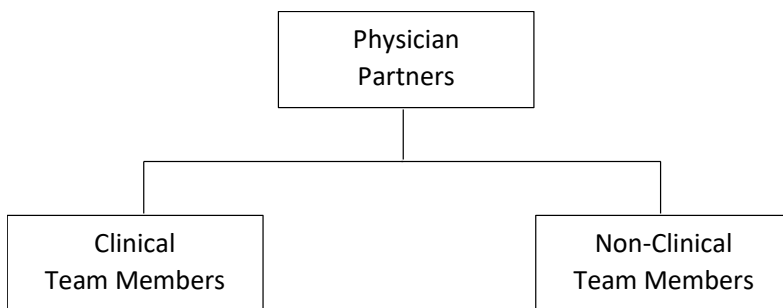 Physician
Partners
Clinical
Team Members
Non-Clinical
Team Members